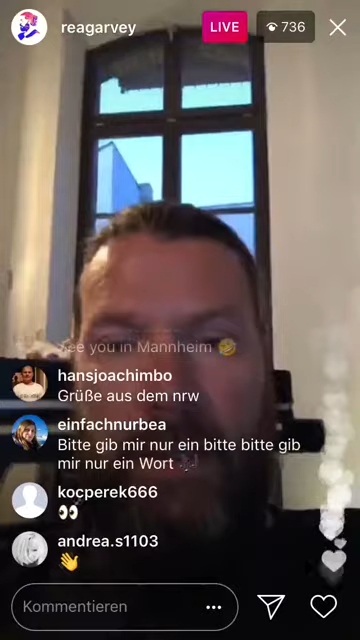 reagarvey
LIVE
736
See you in Mannheim 🤣
hansjoachimbo
Grüße aus dem nrw
einfachnurbea
Bitte gib mir nur ein bitte bitte gib
mir nur ein Wort 🎶
kocperek666
👀
andrea.s1103
👋
Kommentieren